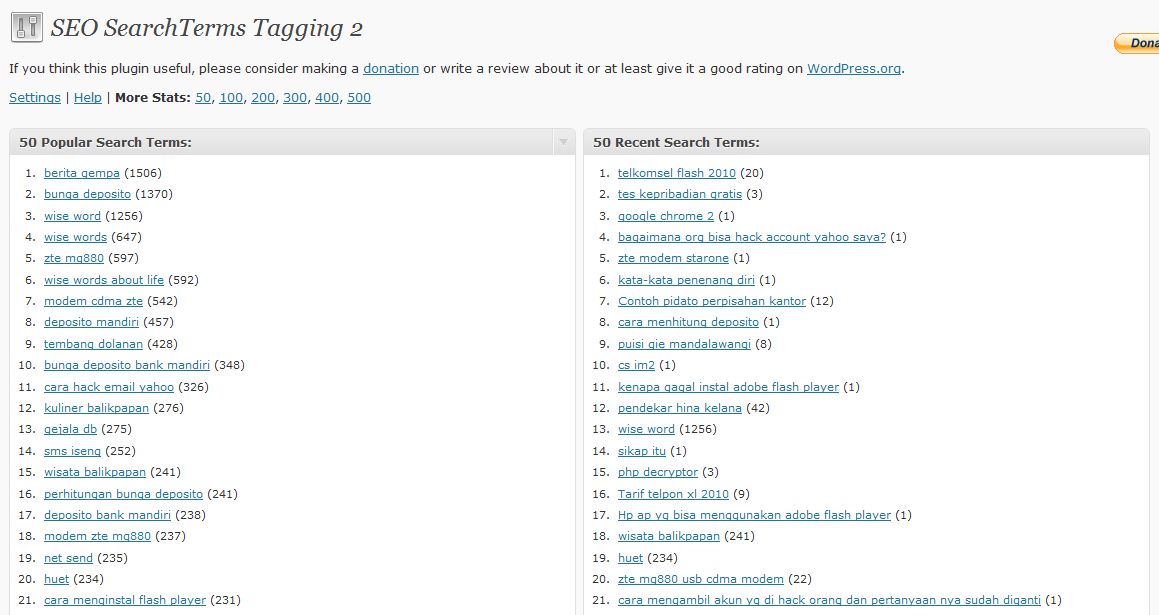 SEO SearchTerms Tagging 2
Dona
If you think this plugin useful, please consider making a donation or write a review about it or at least give it a good rating on WordPress.org.
Settings | Help | More Stats: 50, 100, 200, 300, 400, 500
50 Popular Search Terms:
1. berita gempa (1506)
2. bunga deposito (1370)
3. wise word (1256)
4. wise words (647)
5. zte mg880 (597)
6. wise words about life (592)
7. modem cdma zte (542)
8. deposito mandiri (457)
9. tembang dolanan (428)
10. bunga deposito bank mandiri (348)
11. cara hack email yahoo (326)
12. kuliner balikpapan (276)
13. gejala db (275)
14. sms iseng (252)
15. wisata balikpapan (241)
16. perhitungan bunga deposito (241)
17. deposito bank mandiri (238)
18. modem zte mg880 (237)
19. net send (235)
20. huet (234)
21. cara menginstal flash player (231)
50 Recent Search Terms:
1. telkomsel flash 2010 (20)
2. tes kepribadian gratis (3)
3. google chrome 2 (1)
4. bagaimana org bisa hack account yahoo saya? (1)
5. zte modem starone (1)
6. kata-kata penenang diri (1)
7. Contoh pidato perpisahan kantor (12)
8. cara menhitung deposito (1)
9. puisi gie mandalawangi (8)
10. cs im2 (1)
11. kenapa gagal instal adobe flash player (1)
12. pendekar hina kelana (42)
13. wise word (1256)
14. sikap itu (1)
15. php decryptor (3)
16. Tarif telpon xl 2010 (9)
17. Hp ap yg bisa menggunakan adobe flash player (1)
18. wisata balikpapan (241)
19. huet (234)
20. zte mg880 usb cdma modem (22)
21. cara mengambil akun yg di hack orang dan pertanyaan nya sudah diganti (1)